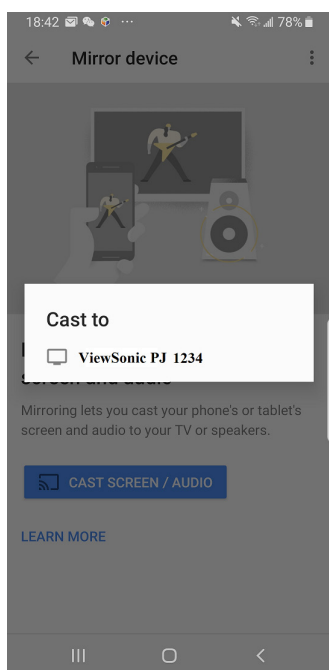 18:42 ... 78%
Mirror device
Cast to
ViewSonic PJ 1234
screen and audio
Mirroring lets you cast your phone's or tablet's
screen and audio to your TV or speakers.
CAST SCREEN / AUDIO
LEARN MORE